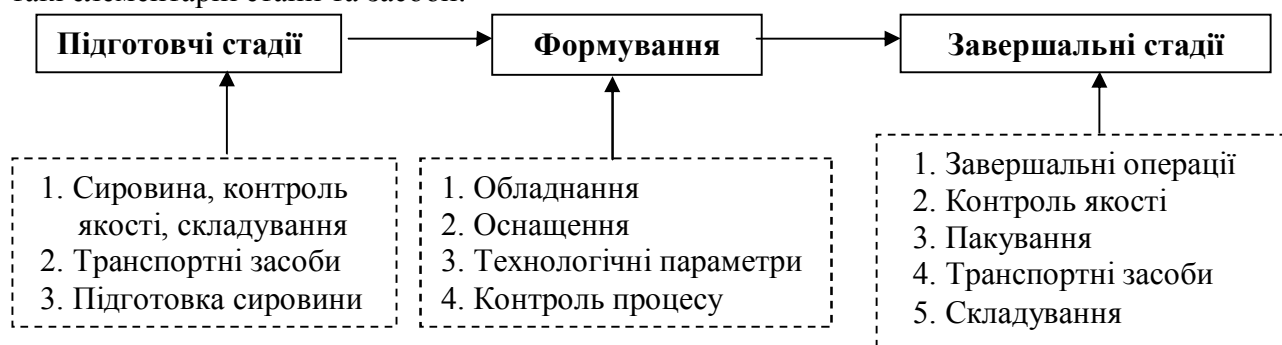 такі елементарні стадії та засоби:
Підготовчі стадії
Формування
Завершальні стадії
1. Сировина, контроль
якості, складування
2. Транспортні засоби
3. Підготовка сировини
1. Обладнання
2. Оснащення
3. Технологічні параметри
4. Контроль процесу
1. Завершальні операції
2. Контроль якості
3. Пакування
4. Транспортні засоби
5. Складування